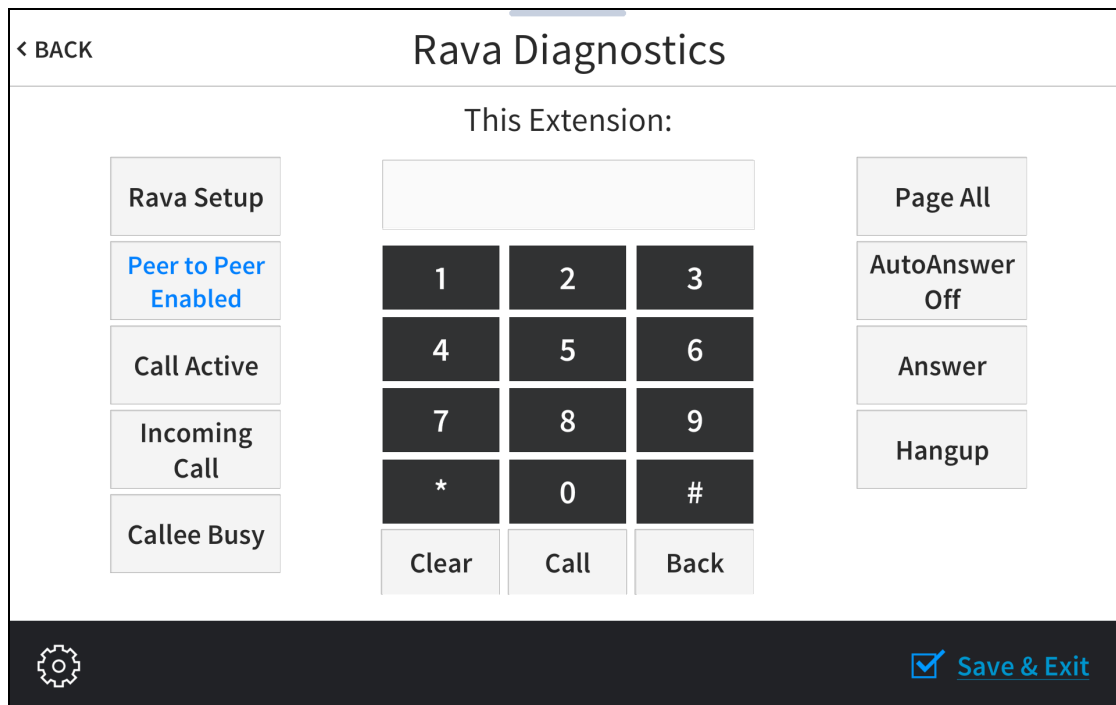 < BACK
Rava Diagnostics
This Extension:
Rava Setup
Peer to Peer
Enabled
Call Active
Incoming
Call
Callee Busy
1 2 3
4 5 6
7 8 9
* 0 #
Clear Call Back
Page All
AutoAnswer
Off
Answer
Hangup
Save & Exit